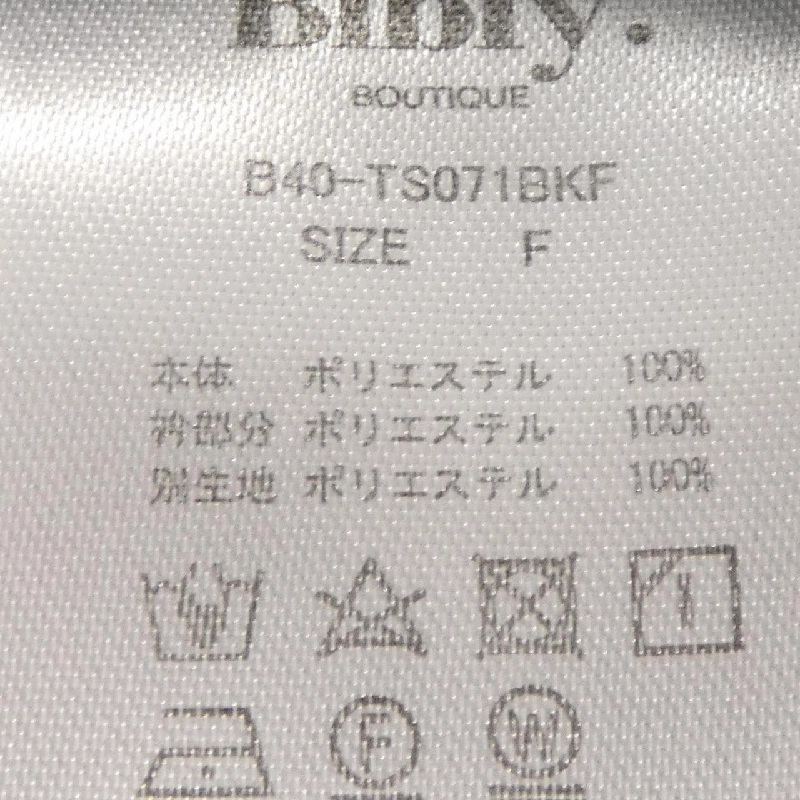 Bibly.
BOUTIQUE
B40-TS071BKF
SIZE F
本体 ポリエステル 100%
衿部分 ポリエステル 100%
別生地 ポリエステル 100%
F
W